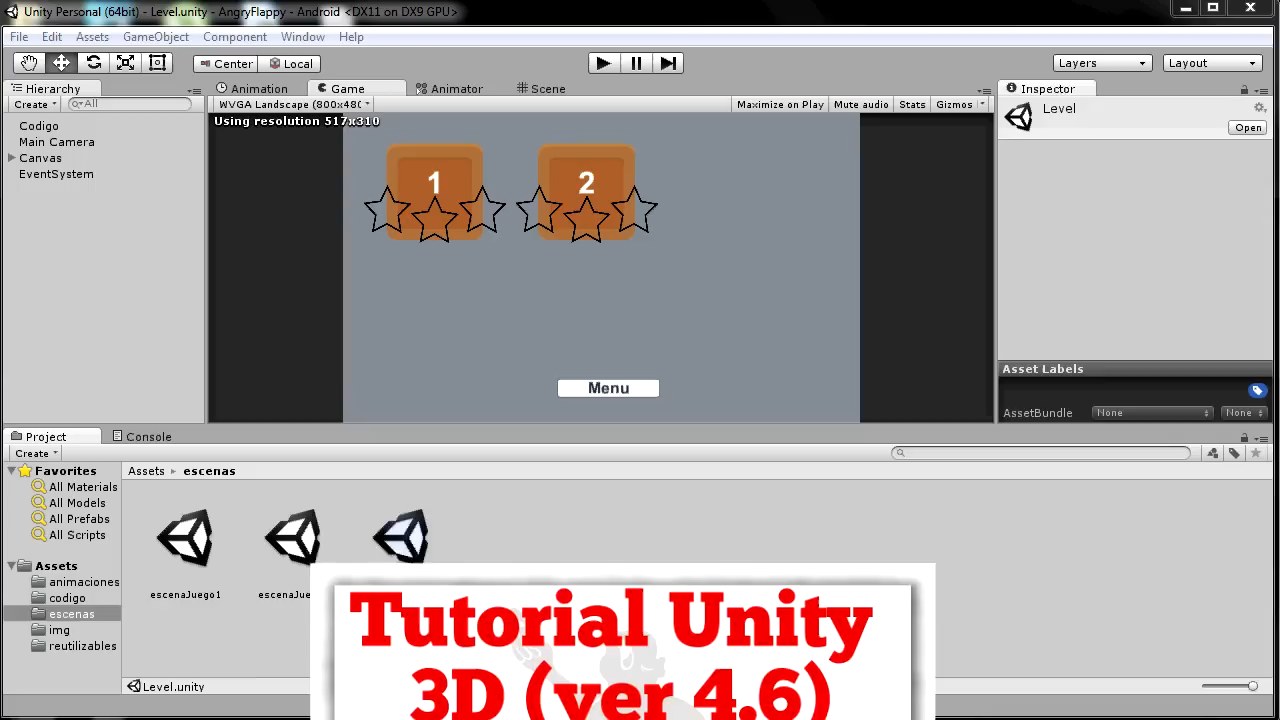 Unity Personal (64bit) - Level.unity - AngryFlappy - Android <DX11 on DX9 GPU>
File Edit Assets GameObject Component Window Help
Center Local Layers Layout
Hierarchy Animation Game Animator Scene Inspector
Create All WVGA Landscape (800x480 Maximize on Play Mute audio Stats Gizmos Level
Using resolution 517x310 Open
Codigo
Main Camera
Canvas
EventSystem
1 2
Menu
Asset Labels
AssetBundle None None
Project Console
Create
Favorites Assets escenas
All Materials
All Models
All Prefabs
All Scripts
Assets
animaciones
codigo
escenas
img
reutilizables
escenaJuego1 escenaJue
Level.unity
Tutorial Unity
3D (ver 4.6)